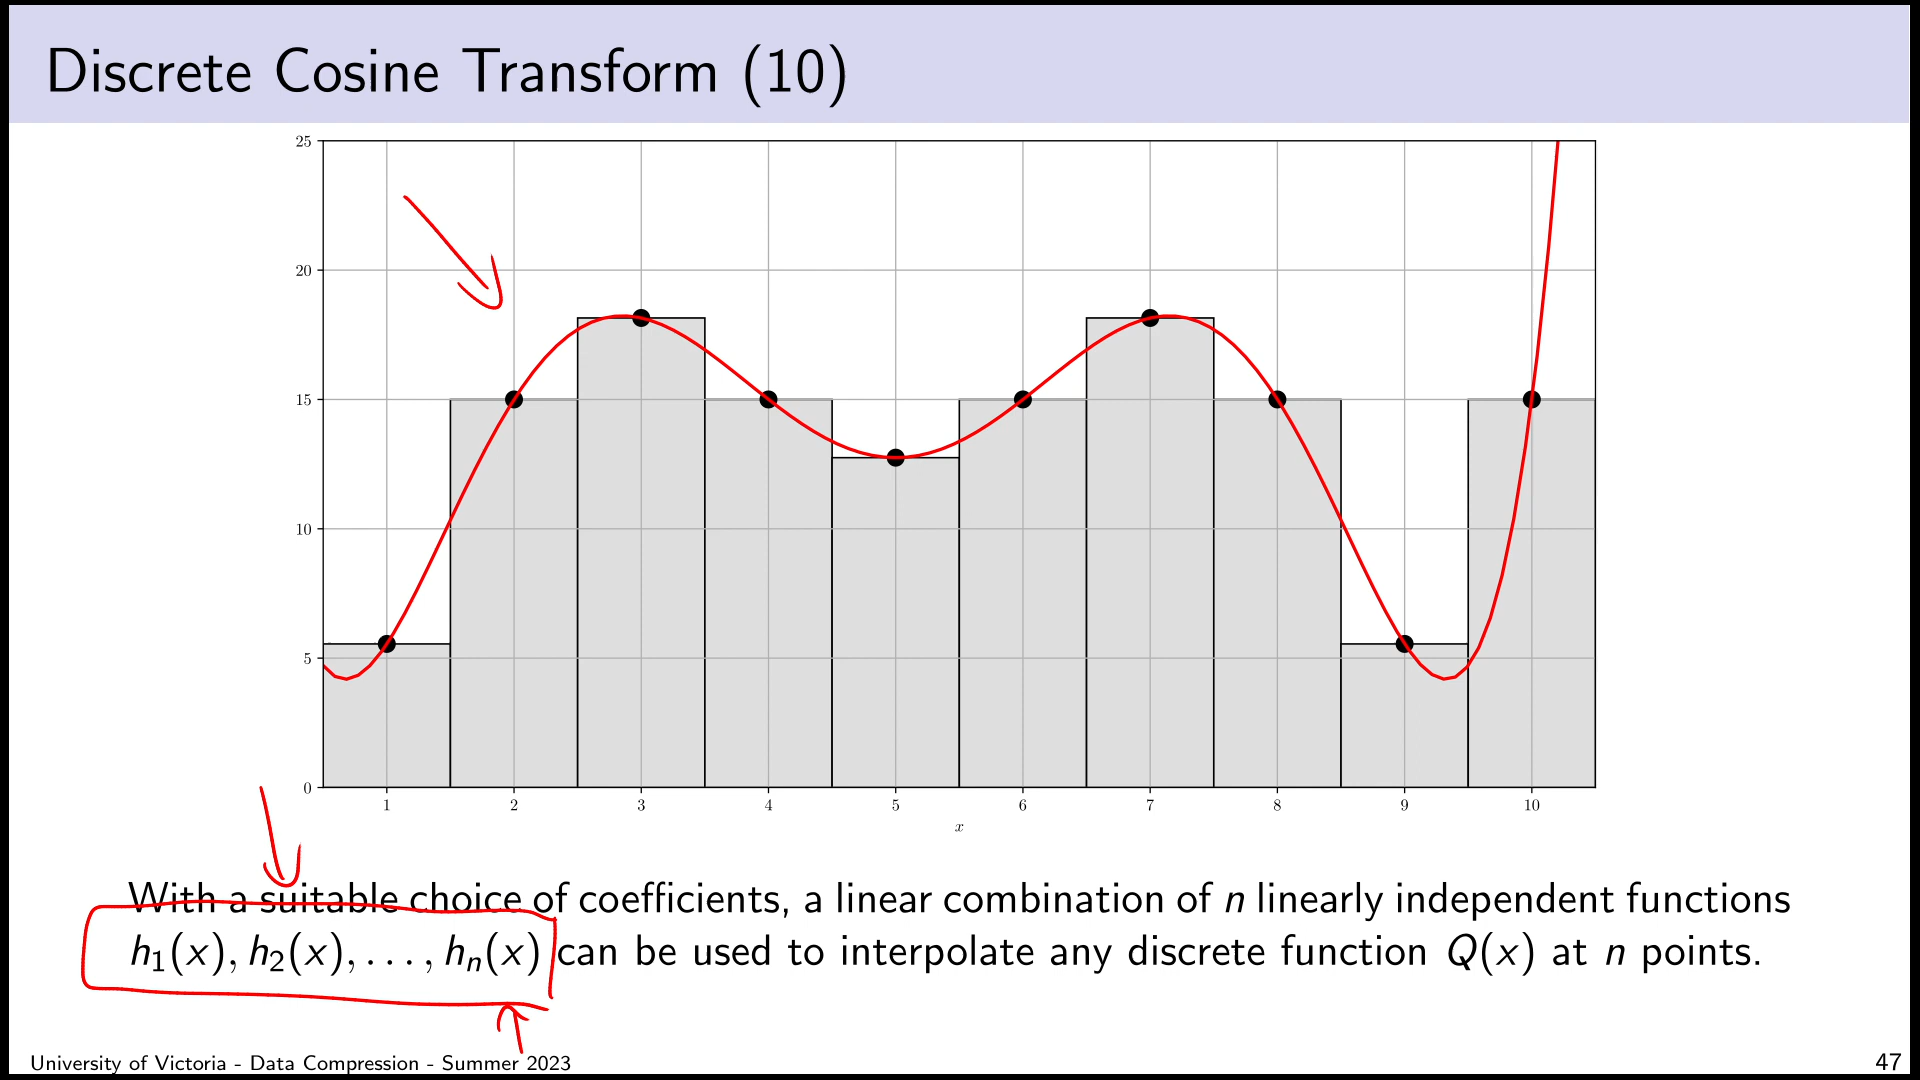 Discrete Cosine Transform (10)
25
20
15
10
5
0
1 2 3 4 5 6 7 8 9 10
x
With a suitable choice of coefficients, a linear combination of n linearly independent functions
h₁(x), h₂(x), . . . , hₙ(x) can be used to interpolate any discrete function Q(x) at n points.
University of Victoria - Data Compression - Summer 2023
47